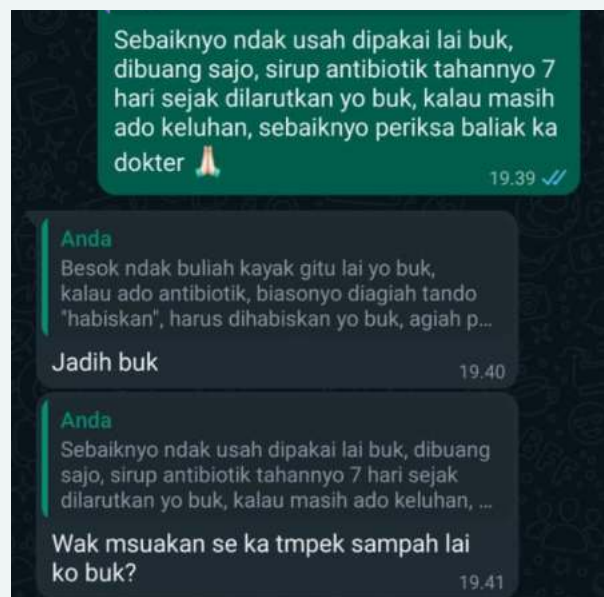 Sebaiknyo ndak usah dipakai lai buk,
dibuang sajo, sirup antibiotik tahannyo 7
hari sejak dilarutkan yo buk, kalau masih
ado keluhan, sebaiknyo periksa baliak ka
dokter 🙏🏻
19.39
Anda
Besok ndak buliah kayak gitu lai yo buk,
kalau ado antibiotik, biasonyo diagiah tando
"habiskan", harus dihabiskan yo buk, agiah p...
Jadih buk
19.40
Anda
Sebaiknyo ndak usah dipakai lai buk, dibuang
sajo, sirup antibiotik tahannyo 7 hari sejak
dilarutkan yo buk, kalau masih ado keluhan, ...
Wak msuakan se ka tmpek sampah lai
ko buk?
19.41